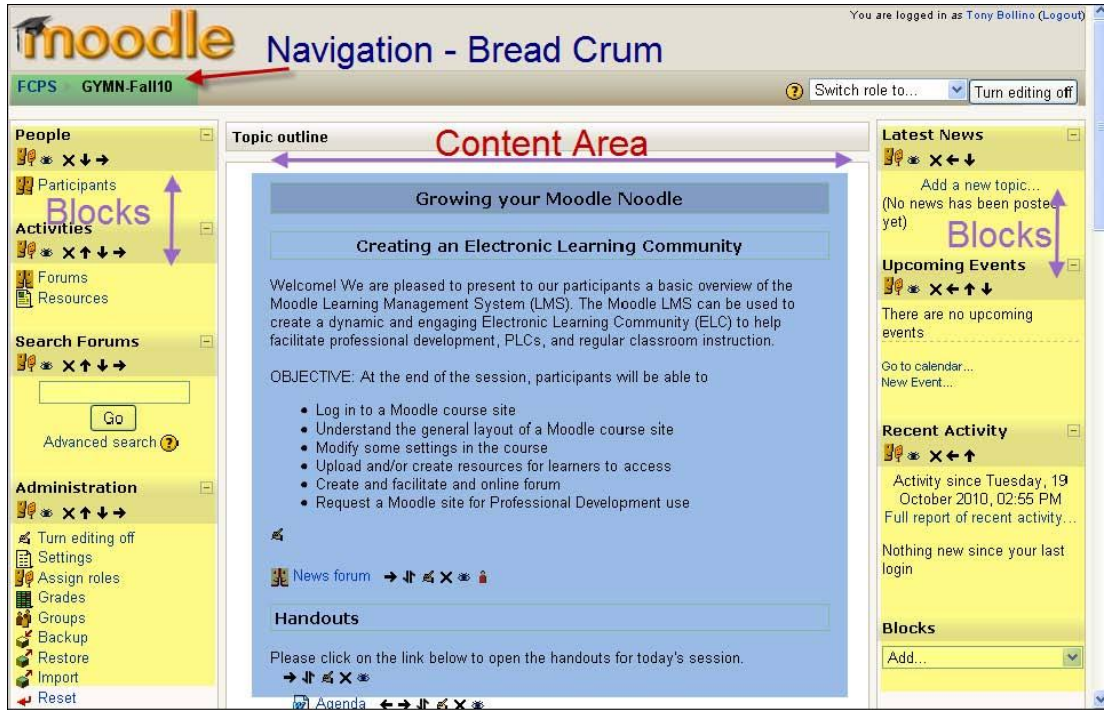 moodle
You are logged in as Tony Bollino (Logout)
Navigation - Bread Crum
FCPS GYMN-Fall10
Switch role to...
Turn editing off
People
Participants
Blocks
Activities
Forums
Resources
Search Forums
Go
Advanced search
Administration
Turn editing off
Settings
Assign roles
Grades
Groups
Backup
Restore
Import
Reset
Topic outline
Content Area
Growing your Moodle Noodle
Creating an Electronic Learning Community
Welcome! We are pleased to present to our participants a basic overview of the
Moodle Learning Management System (LMS). The Moodle LMS can be used to
create a dynamic and engaging Electronic Learning Community (ELC) to help
facilitate professional development, PLCs, and regular classroom instruction.
OBJECTIVE: At the end of the session, participants will be able to
• Log in to a Moodle course site
• Understand the general layout of a Moodle course site
• Modify some settings in the course
• Upload and/or create resources for learners to access
• Create and facilitate and online forum
• Request a Moodle site for Professional Development use
News forum
Handouts
Please click on the link below to open the handouts for today's session.
Agenda
Latest News
Add a new topic...
(No news has been posted
yet)
Blocks
Upcoming Events
There are no upcoming
events
Go to calendar...
New Event...
Recent Activity
Activity since Tuesday, 19
October 2010, 02:55 PM
Full report of recent activity...
Nothing new since your last
login
Blocks
Add...